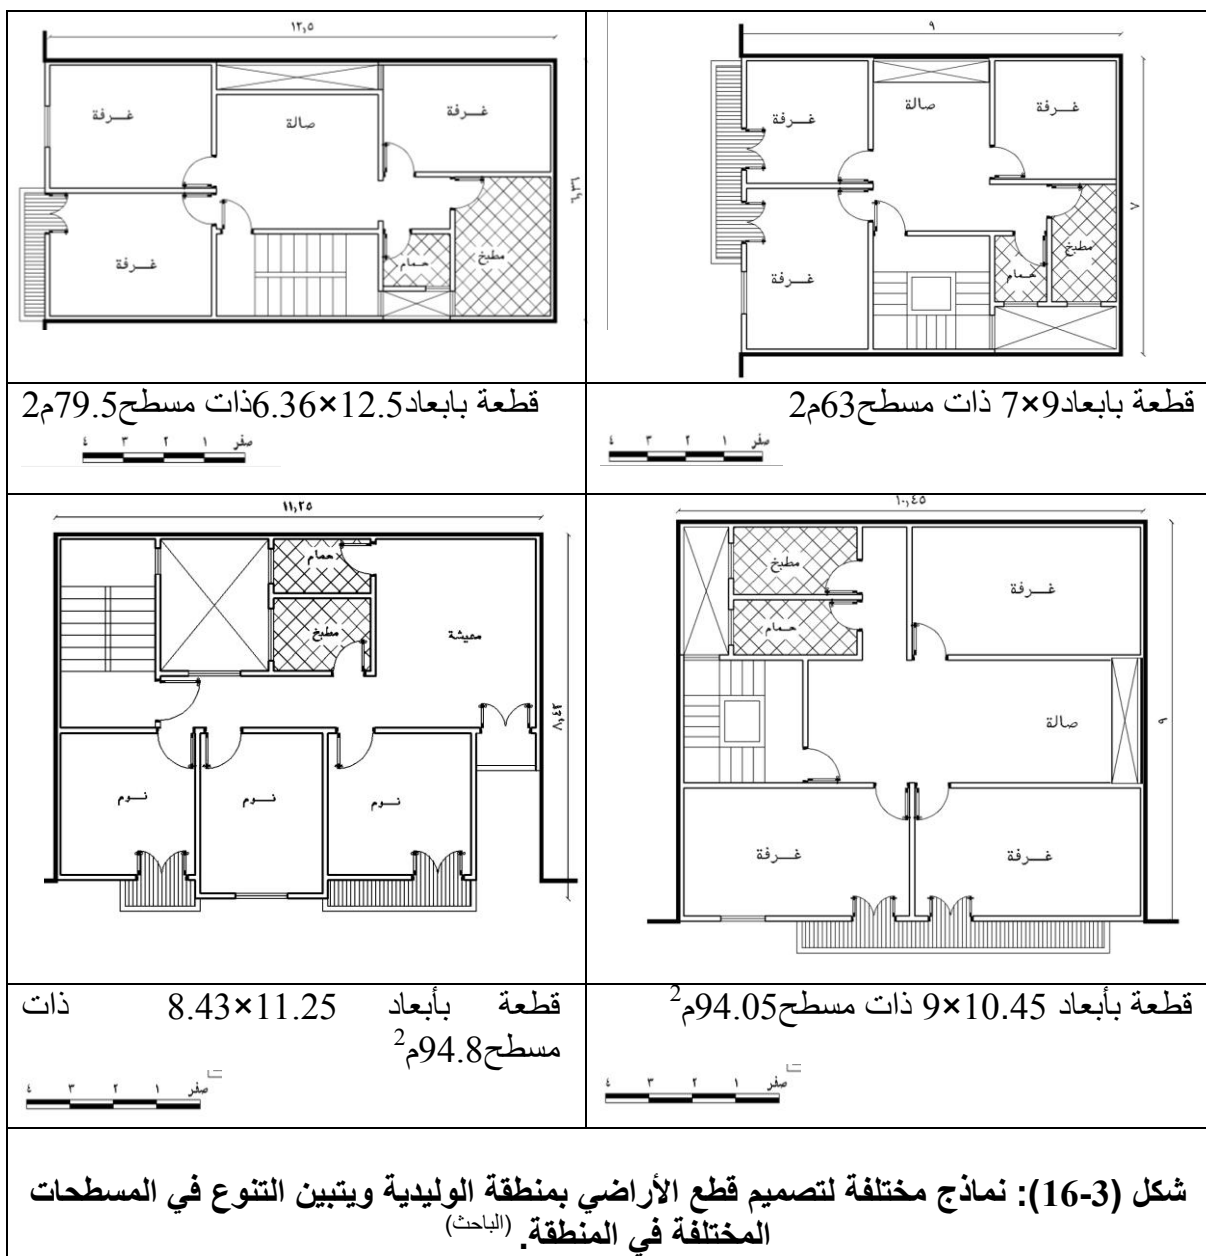 ٩
غـــرفة
صالة
غـــرفة
غـــرفة
حمام
مطبخ
٧
١٢,٥
غـــرفة
صالة
غـــرفة
غـــرفة
حمام
مطبخ
٦,٣٦
قطعة بابعاد9×7 ذات مسطح63م2
صفر ١ ٢ ٣ ٤
قطعة بابعاد12.5×6.36ذات مسطح79.5م2
صفر ١ ٢ ٣ ٤
١٠,٤٥
مطبخ
غـــرفة
حمام
صالة
٩
غـــرفة
غـــرفة
١١,٢٥
حمام
مطبخ
معيشة
٨,٤٣
نـــوم
نـــوم
نـــوم
قطعة بأبعاد 10.45×9 ذات مسطح94.05م2
صفر ١ ٢ ٣ ٤
قطعة بأبعاد 11.25×8.43 ذات
مسطح94.8م2
صفر ١ ٢ ٣ ٤
شكل (3-16): نماذج مختلفة لتصميم قطع الأراضي بمنطقة الوليدية ويتبين التنوع في المسطحات
المختلفة في المنطقة. (الباحث)